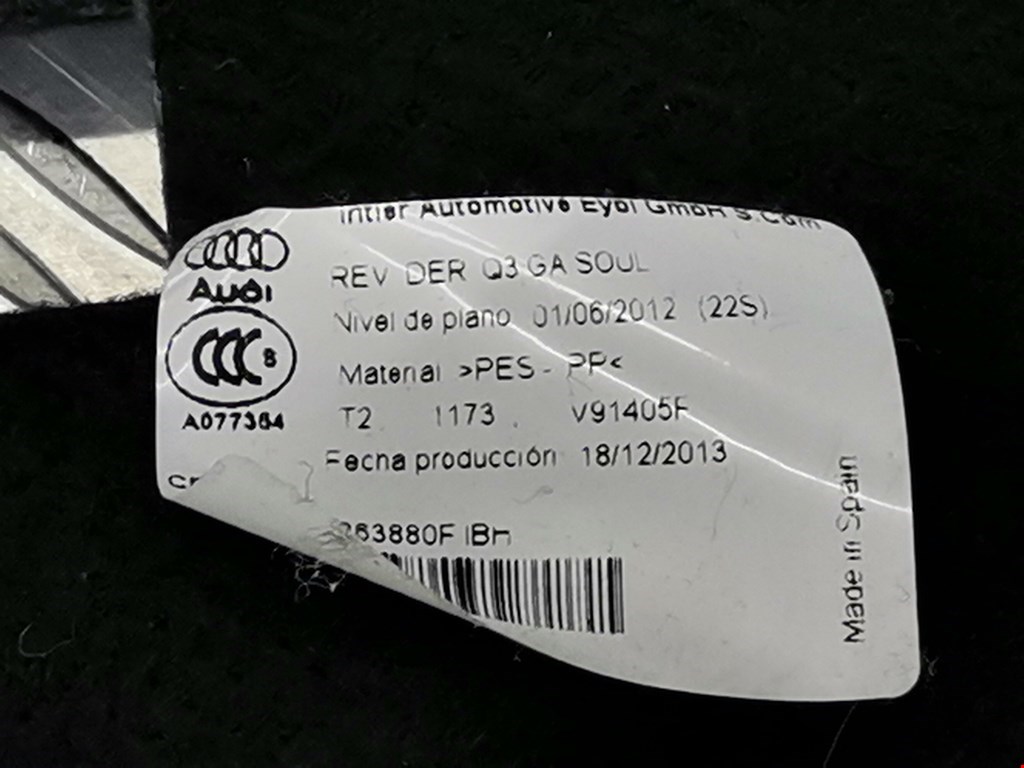 Intier Automotive Eybl GmbH S.Com
Audi
REV DER Q3 GA SOUL
Nivel de plano 01/06/2012 (22S)
CCC S
Material >PES - PP<
A077364
T2 1173 V91405F
Fecha producción 18/12/2013
863880F IBH
Made in Spain